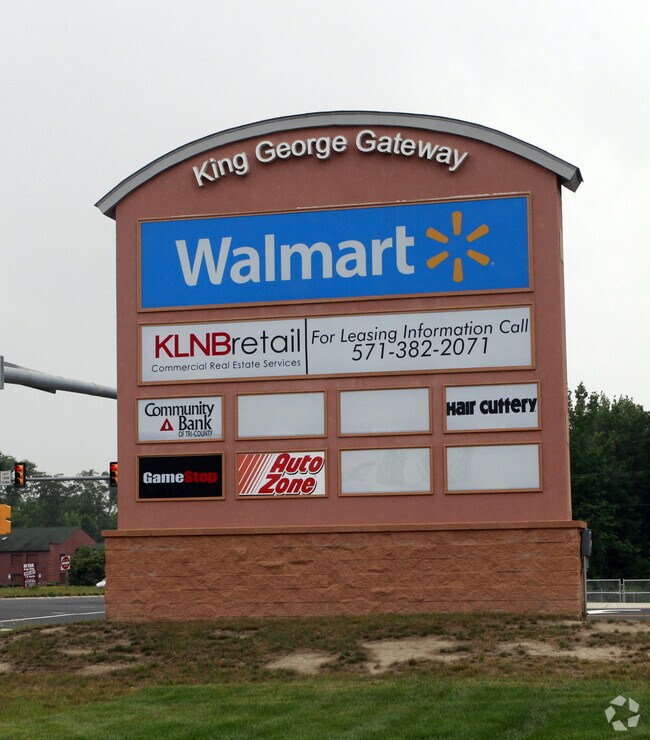 King George Gateway
Walmart
KLNBretail
Commercial Real Estate Services
For Leasing Information Call
571-382-2071
Community
Bank
OF TRI-COUNTY
Hair Cuttery
GameStop
Auto
Zone